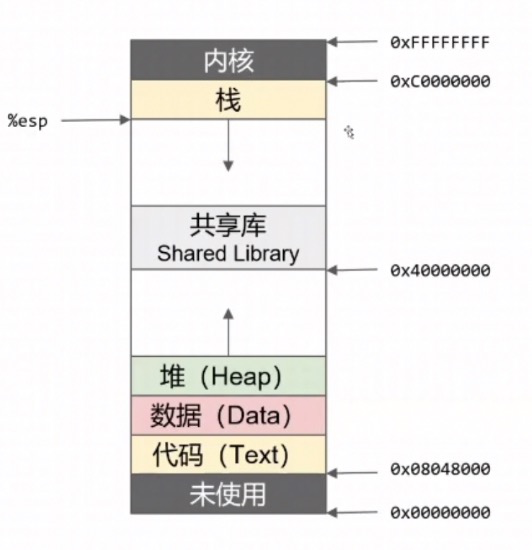 0xFFFFFFFF
内核
0xC0000000
栈
%esp
共享库
Shared Library
0x40000000
堆（Heap）
数据（Data）
代码（Text）
0x08048000
未使用
0x00000000